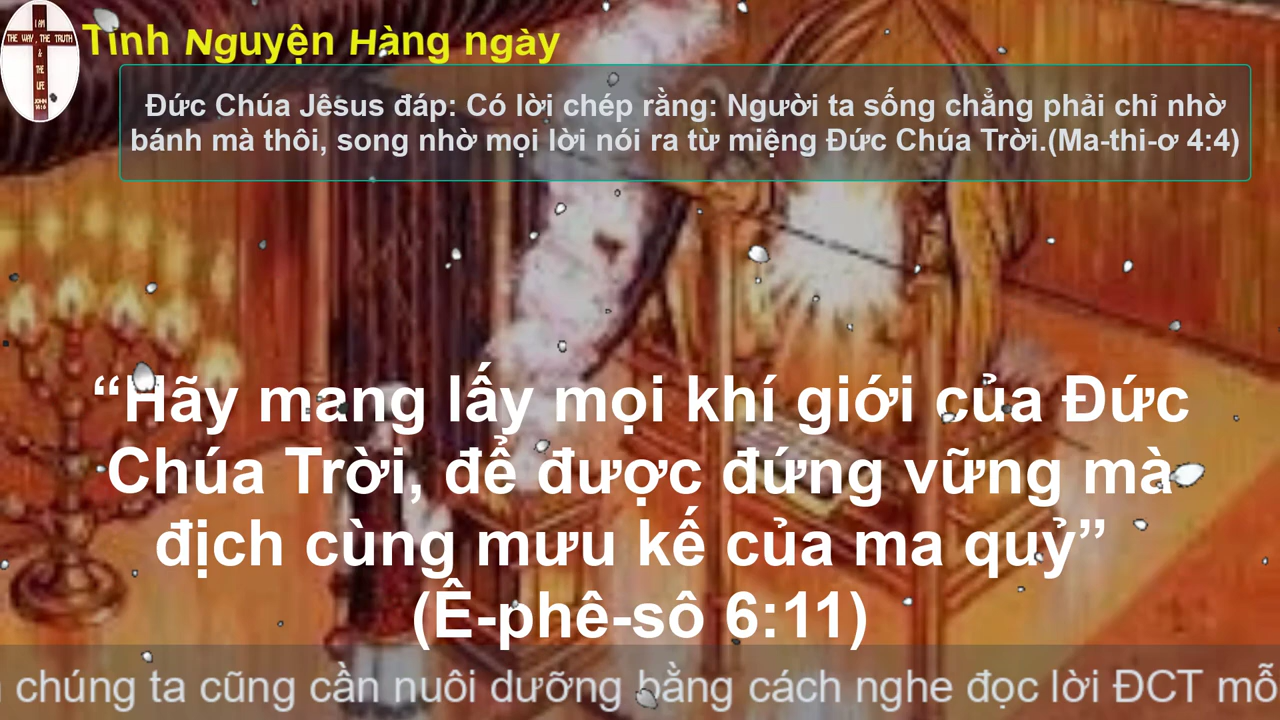 I AM
THE WAY, THE TRUTH
&
THE
LIFE
JOHN
14:6
Tĩnh Nguyện Hàng ngày
Đức Chúa Jêsus đáp: Có lời chép rằng: Người ta sống chẳng phải chỉ nhờ
bánh mà thôi, song nhờ mọi lời nói ra từ miệng Đức Chúa Trời.(Ma-thi-ơ 4:4)
“Hãy mang lấy mọi khí giới của Đức
Chúa Trời, để được đứng vững mà
địch cùng mưu kế của ma quỷ”
(Ê-phê-sô 6:11)
chúng ta cũng cần nuôi dưỡng bằng cách nghe đọc lời ĐCT